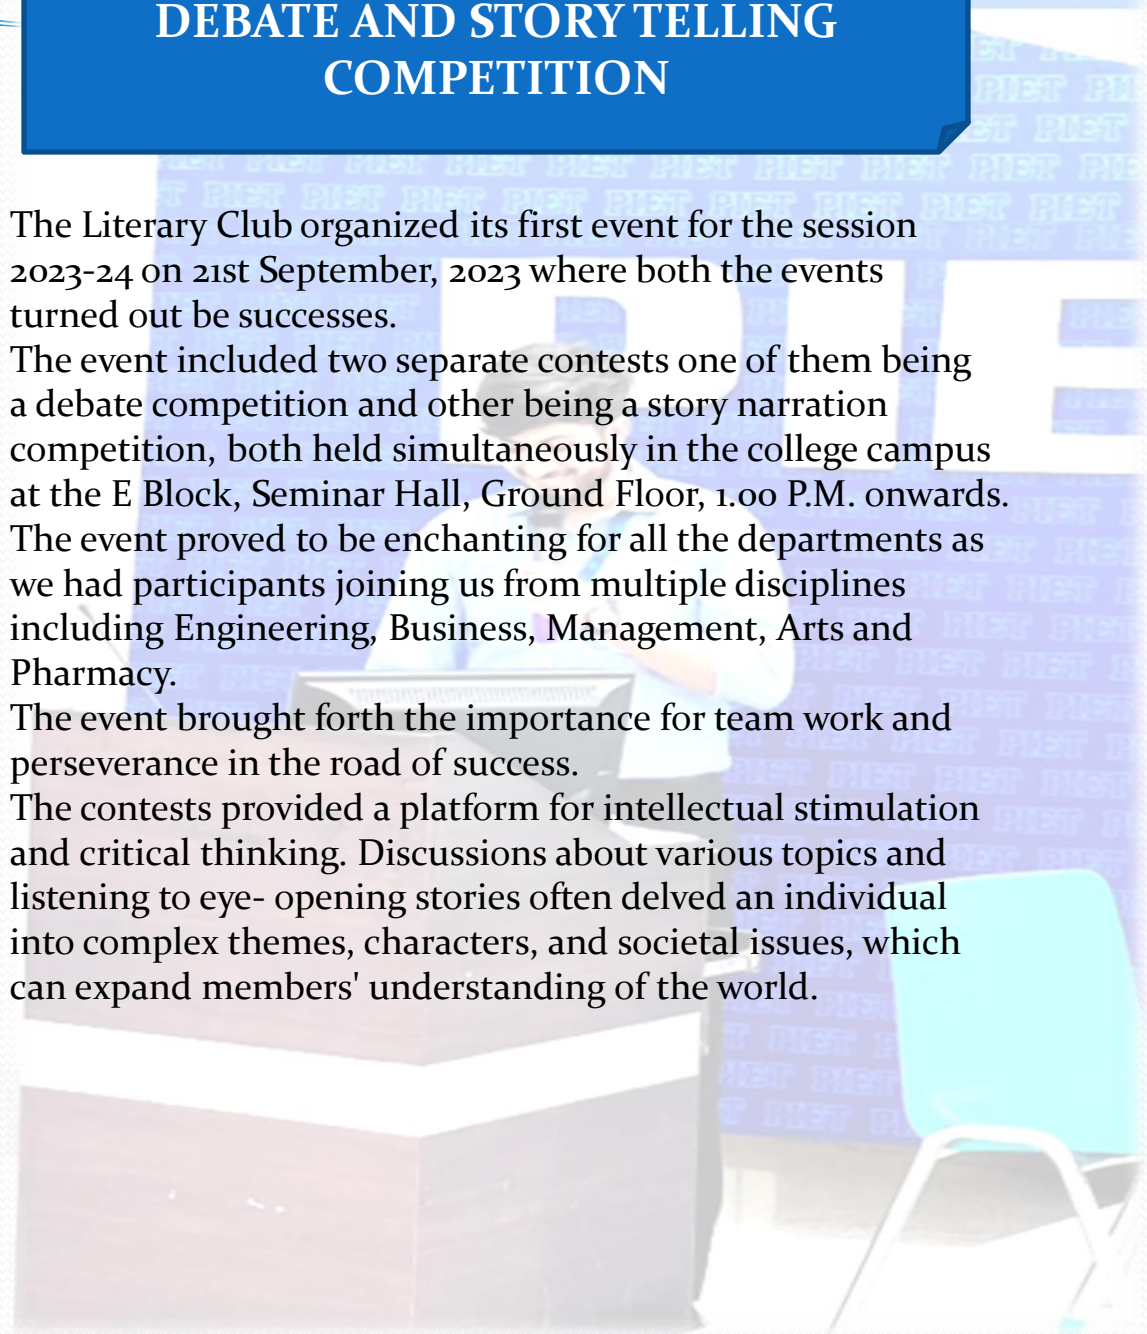 DEBATE AND STORY TELLING
COMPETITION
The Literary Club organized its first event for the session
2023-24 on 21st September, 2023 where both the events
turned out be successes.
The event included two separate contests one of them being
a debate competition and other being a story narration
competition, both held simultaneously in the college campus
at the E Block, Seminar Hall, Ground Floor, 1.00 P.M. onwards.
The event proved to be enchanting for all the departments as
we had participants joining us from multiple disciplines
including Engineering, Business, Management, Arts and
Pharmacy.
The event brought forth the importance for team work and
perseverance in the road of success.
The contests provided a platform for intellectual stimulation
and critical thinking. Discussions about various topics and
listening to eye- opening stories often delved an individual
into complex themes, characters, and societal issues, which
can expand members' understanding of the world.